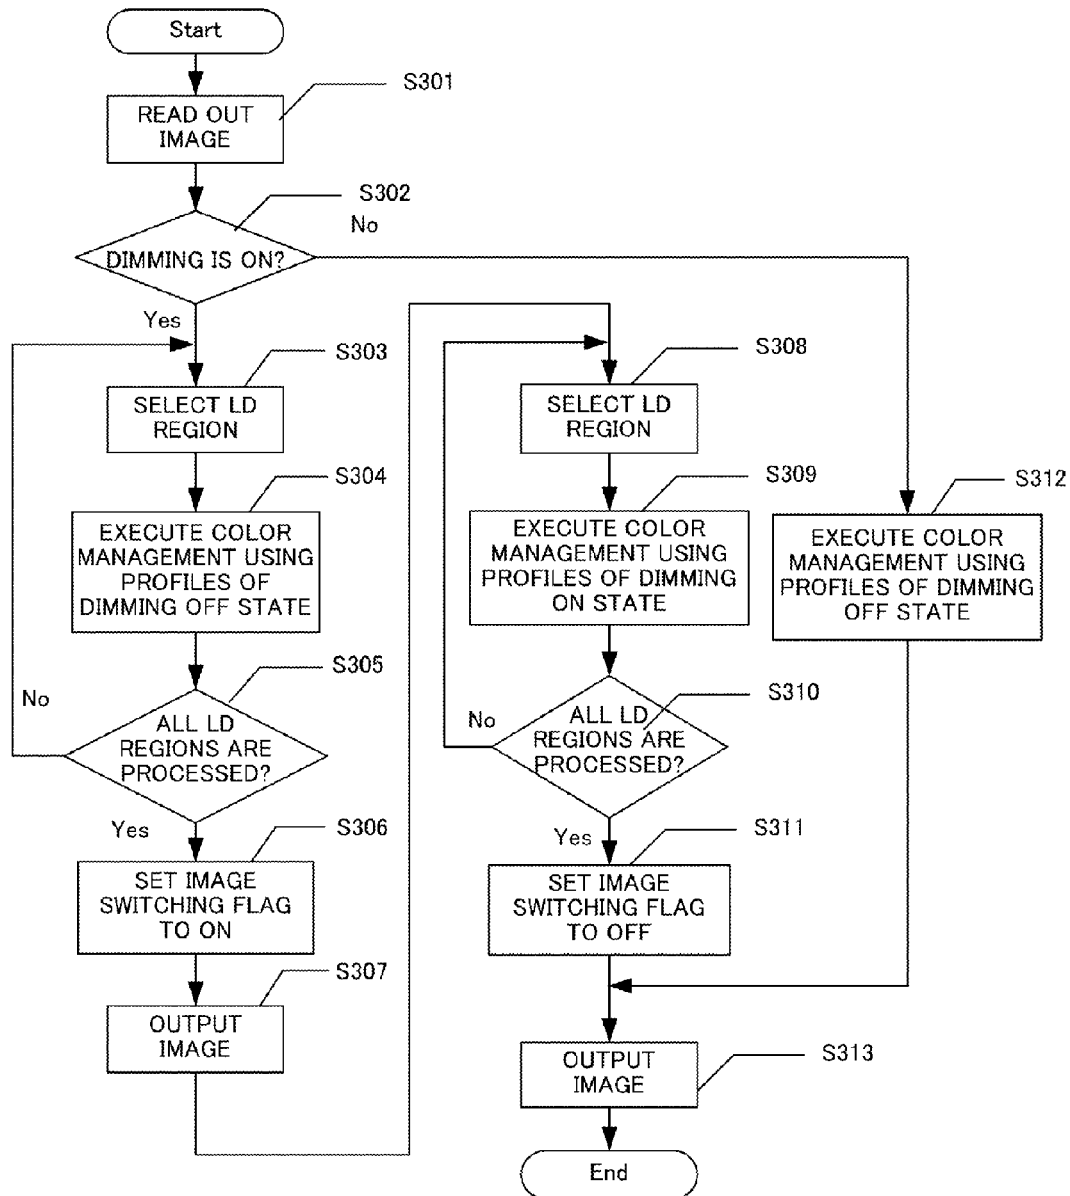 Start
S301
READ OUT
IMAGE
S302
DIMMING IS ON?
No
Yes
S303
SELECT LD
REGION
S304
EXECUTE COLOR
MANAGEMENT USING
PROFILES OF
DIMMING OFF STATE
S305
ALL LD
REGIONS ARE
PROCESSED?
No
Yes
S306
SET IMAGE
SWITCHING FLAG
TO ON
S307
OUTPUT
IMAGE
S308
SELECT LD
REGION
S309
EXECUTE COLOR
MANAGEMENT USING
PROFILES OF DIMMING
ON STATE
S310
ALL LD
REGIONS ARE
PROCESSED?
No
Yes
S311
SET IMAGE
SWITCHING FLAG
TO OFF
S312
EXECUTE COLOR
MANAGEMENT USING
PROFILES OF DIMMING
OFF STATE
S313
OUTPUT
IMAGE
End